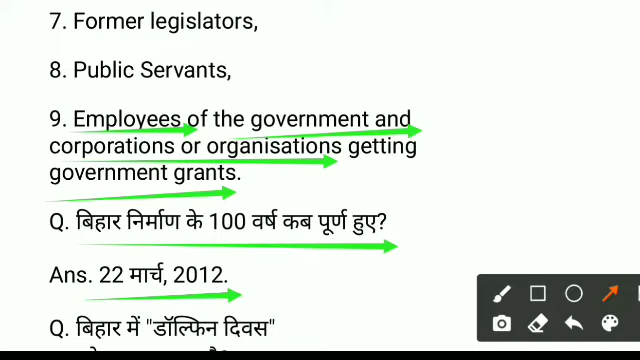 7. Former legislators,
8. Public Servants,
9. Employees of the government and
corporations or organisations getting
government grants.
Q. बिहार निर्माण के 100 वर्ष कब पूर्ण हुए?
Ans. 22 मार्च, 2012.
Q. बिहार में "डॉल्फिन दिवस"